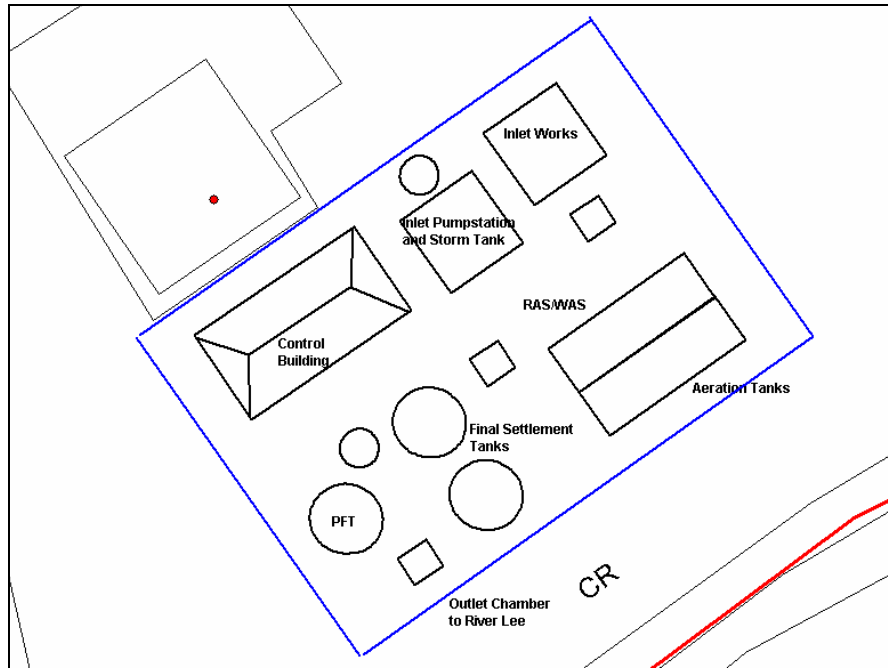 Inlet Works
Inlet Pumpstation
and Storm Tank
RAS/WAS
Control
Building
Aeration Tanks
Final Settlement
Tanks
PFT
CR
Outlet Chamber
to River Lee